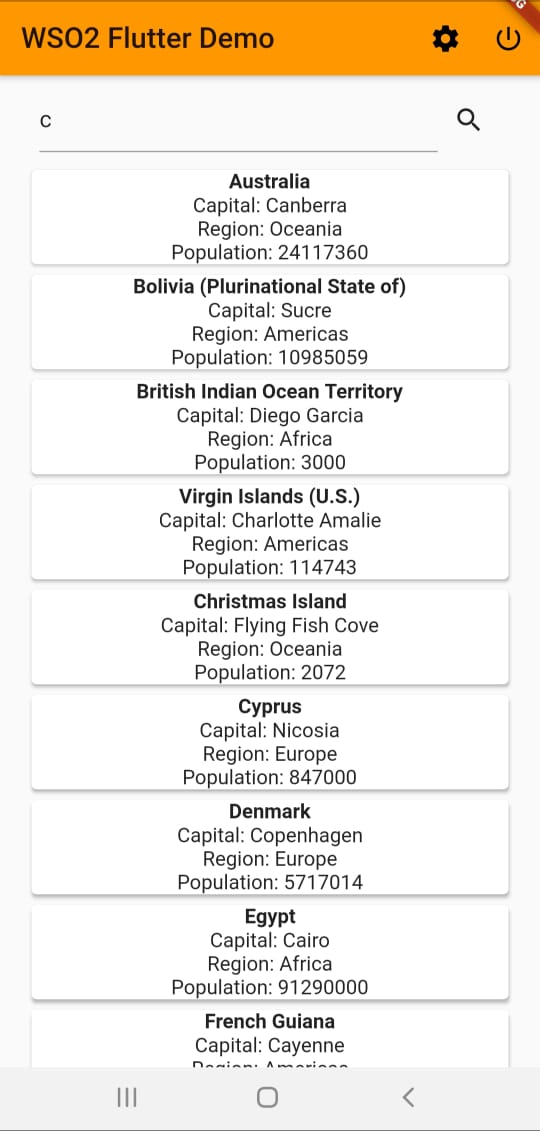 WSO2 Flutter Demo
c
Australia
Capital: Canberra
Region: Oceania
Population: 24117360
Bolivia (Plurinational State of)
Capital: Sucre
Region: Americas
Population: 10985059
British Indian Ocean Territory
Capital: Diego Garcia
Region: Africa
Population: 3000
Virgin Islands (U.S.)
Capital: Charlotte Amalie
Region: Americas
Population: 114743
Christmas Island
Capital: Flying Fish Cove
Region: Oceania
Population: 2072
Cyprus
Capital: Nicosia
Region: Europe
Population: 847000
Denmark
Capital: Copenhagen
Region: Europe
Population: 5717014
Egypt
Capital: Cairo
Region: Africa
Population: 91290000
French Guiana
Capital: Cayenne
Region: Americas